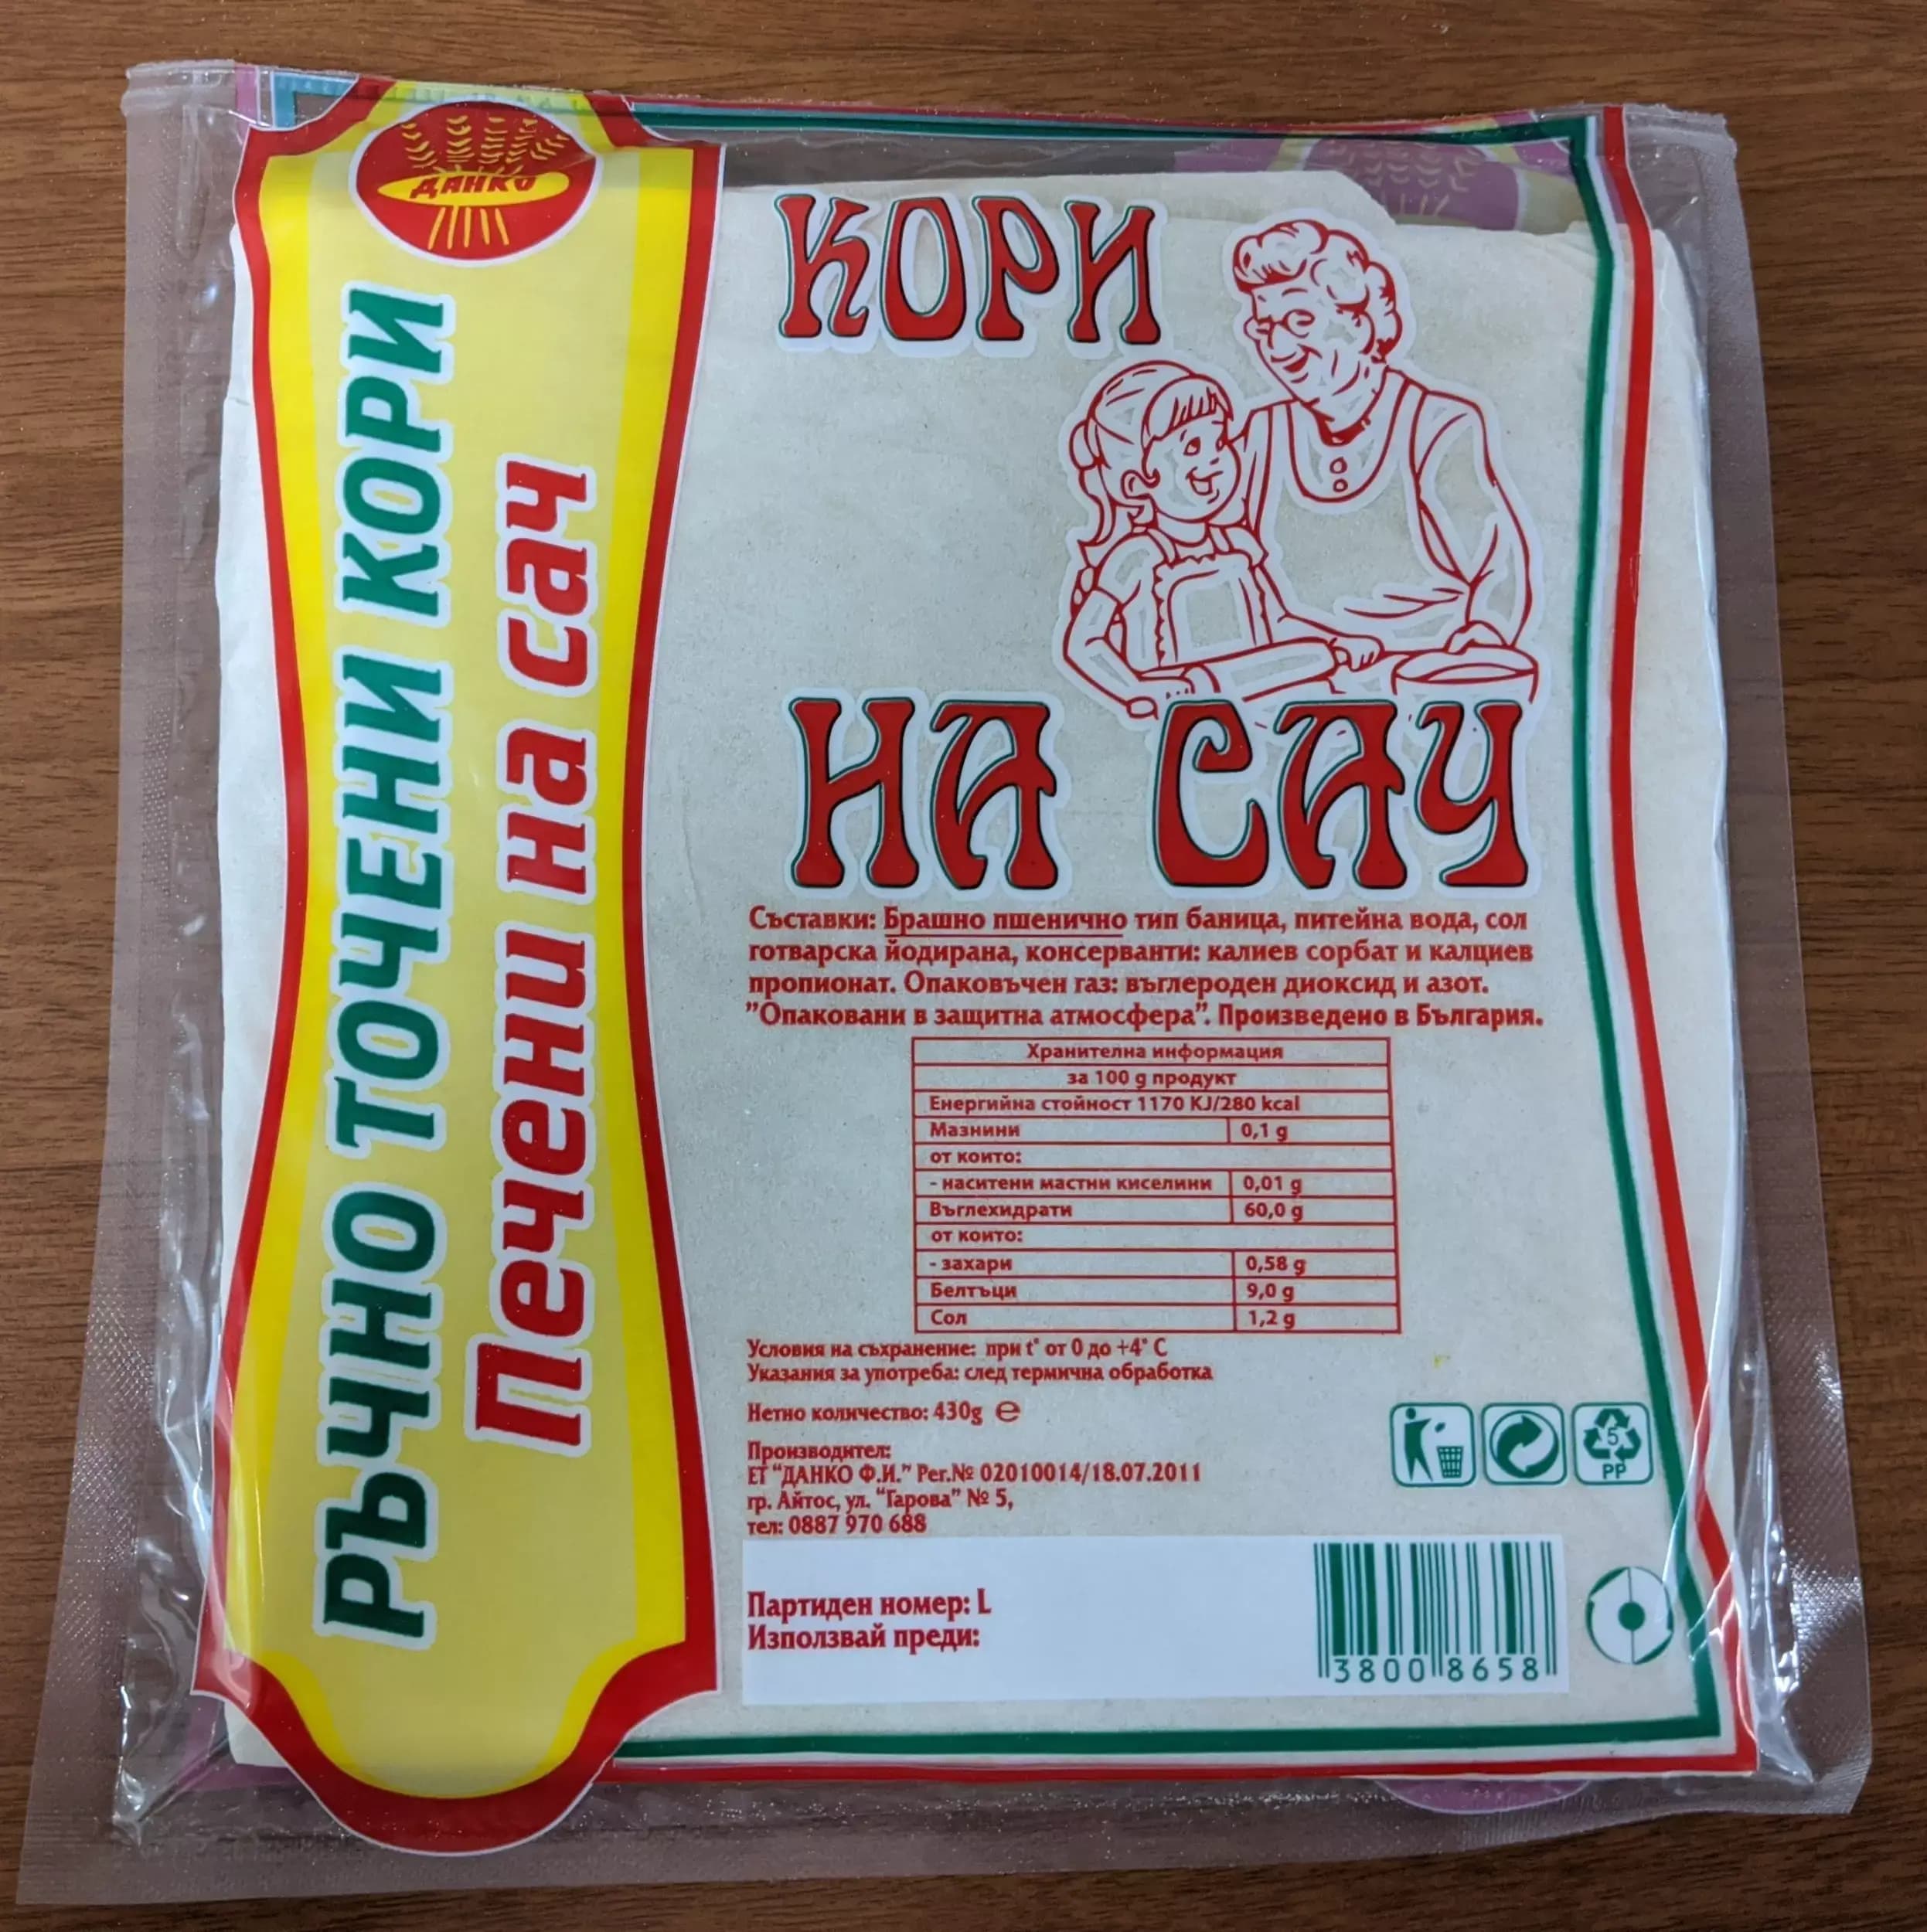 ДАНКО
РЪЧНО ТОЧЕНИ КОРИ
Печени на сач
КОРИ
НА САЧ
Съставки: Брашно пшенично тип баница, питейна вода, сол
готварска йодирана, консерванти: калиев сорбат и калциев
пропионат. Опаковъчен газ: въглероден диоксид и азот.
"Опаковани в защитна атмосфера". Произведено в България.
Хранителна информация
за 100 g продукт
Енергийна стойност 1170 KJ/280 kcal
Мазнини 0,1 g
от които:
- наситени мастни киселини 0,01 g
Въглехидрати 60,0 g
от които:
- захари 0,58 g
Белтъци 9,0 g
Сол 1,2 g
Условия на съхранение: при t° от 0 до +4° C
Указания за употреба: след термична обработка
Нетно количество: 430g ℮
Производител:
ЕТ "ДАНКО Ф.И." Рег.№ 02010014/18.07.2011
гр. Айтос, ул. "Гарова" № 5,
тел: 0887 970 688
5
PP
Партиден номер: L
Използвай преди:
3800 8658